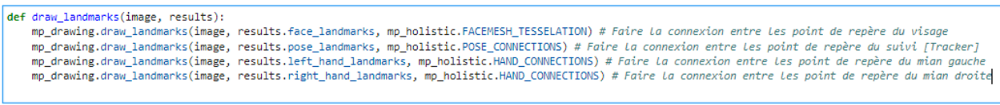 def draw_landmarks(image, results):
    mp_drawing.draw_landmarks(image, results.face_landmarks, mp_holistic.FACEMESH_TESSELATION) # Faire La connexion entre Les point de repère du visage
    mp_drawing.draw_landmarks(image, results.pose_landmarks, mp_holistic.POSE_CONNECTIONS) # Faire La connexion entre Les point de repère du suivi [Tracker]
    mp_drawing.draw_landmarks(image, results.left_hand_landmarks, mp_holistic.HAND_CONNECTIONS) # Faire La connexion entre Les point de repère du mian gauche
    mp_drawing.draw_landmarks(image, results.right_hand_landmarks, mp_holistic.HAND_CONNECTIONS) # Faire La connexion entre Les point de repère du mian droite